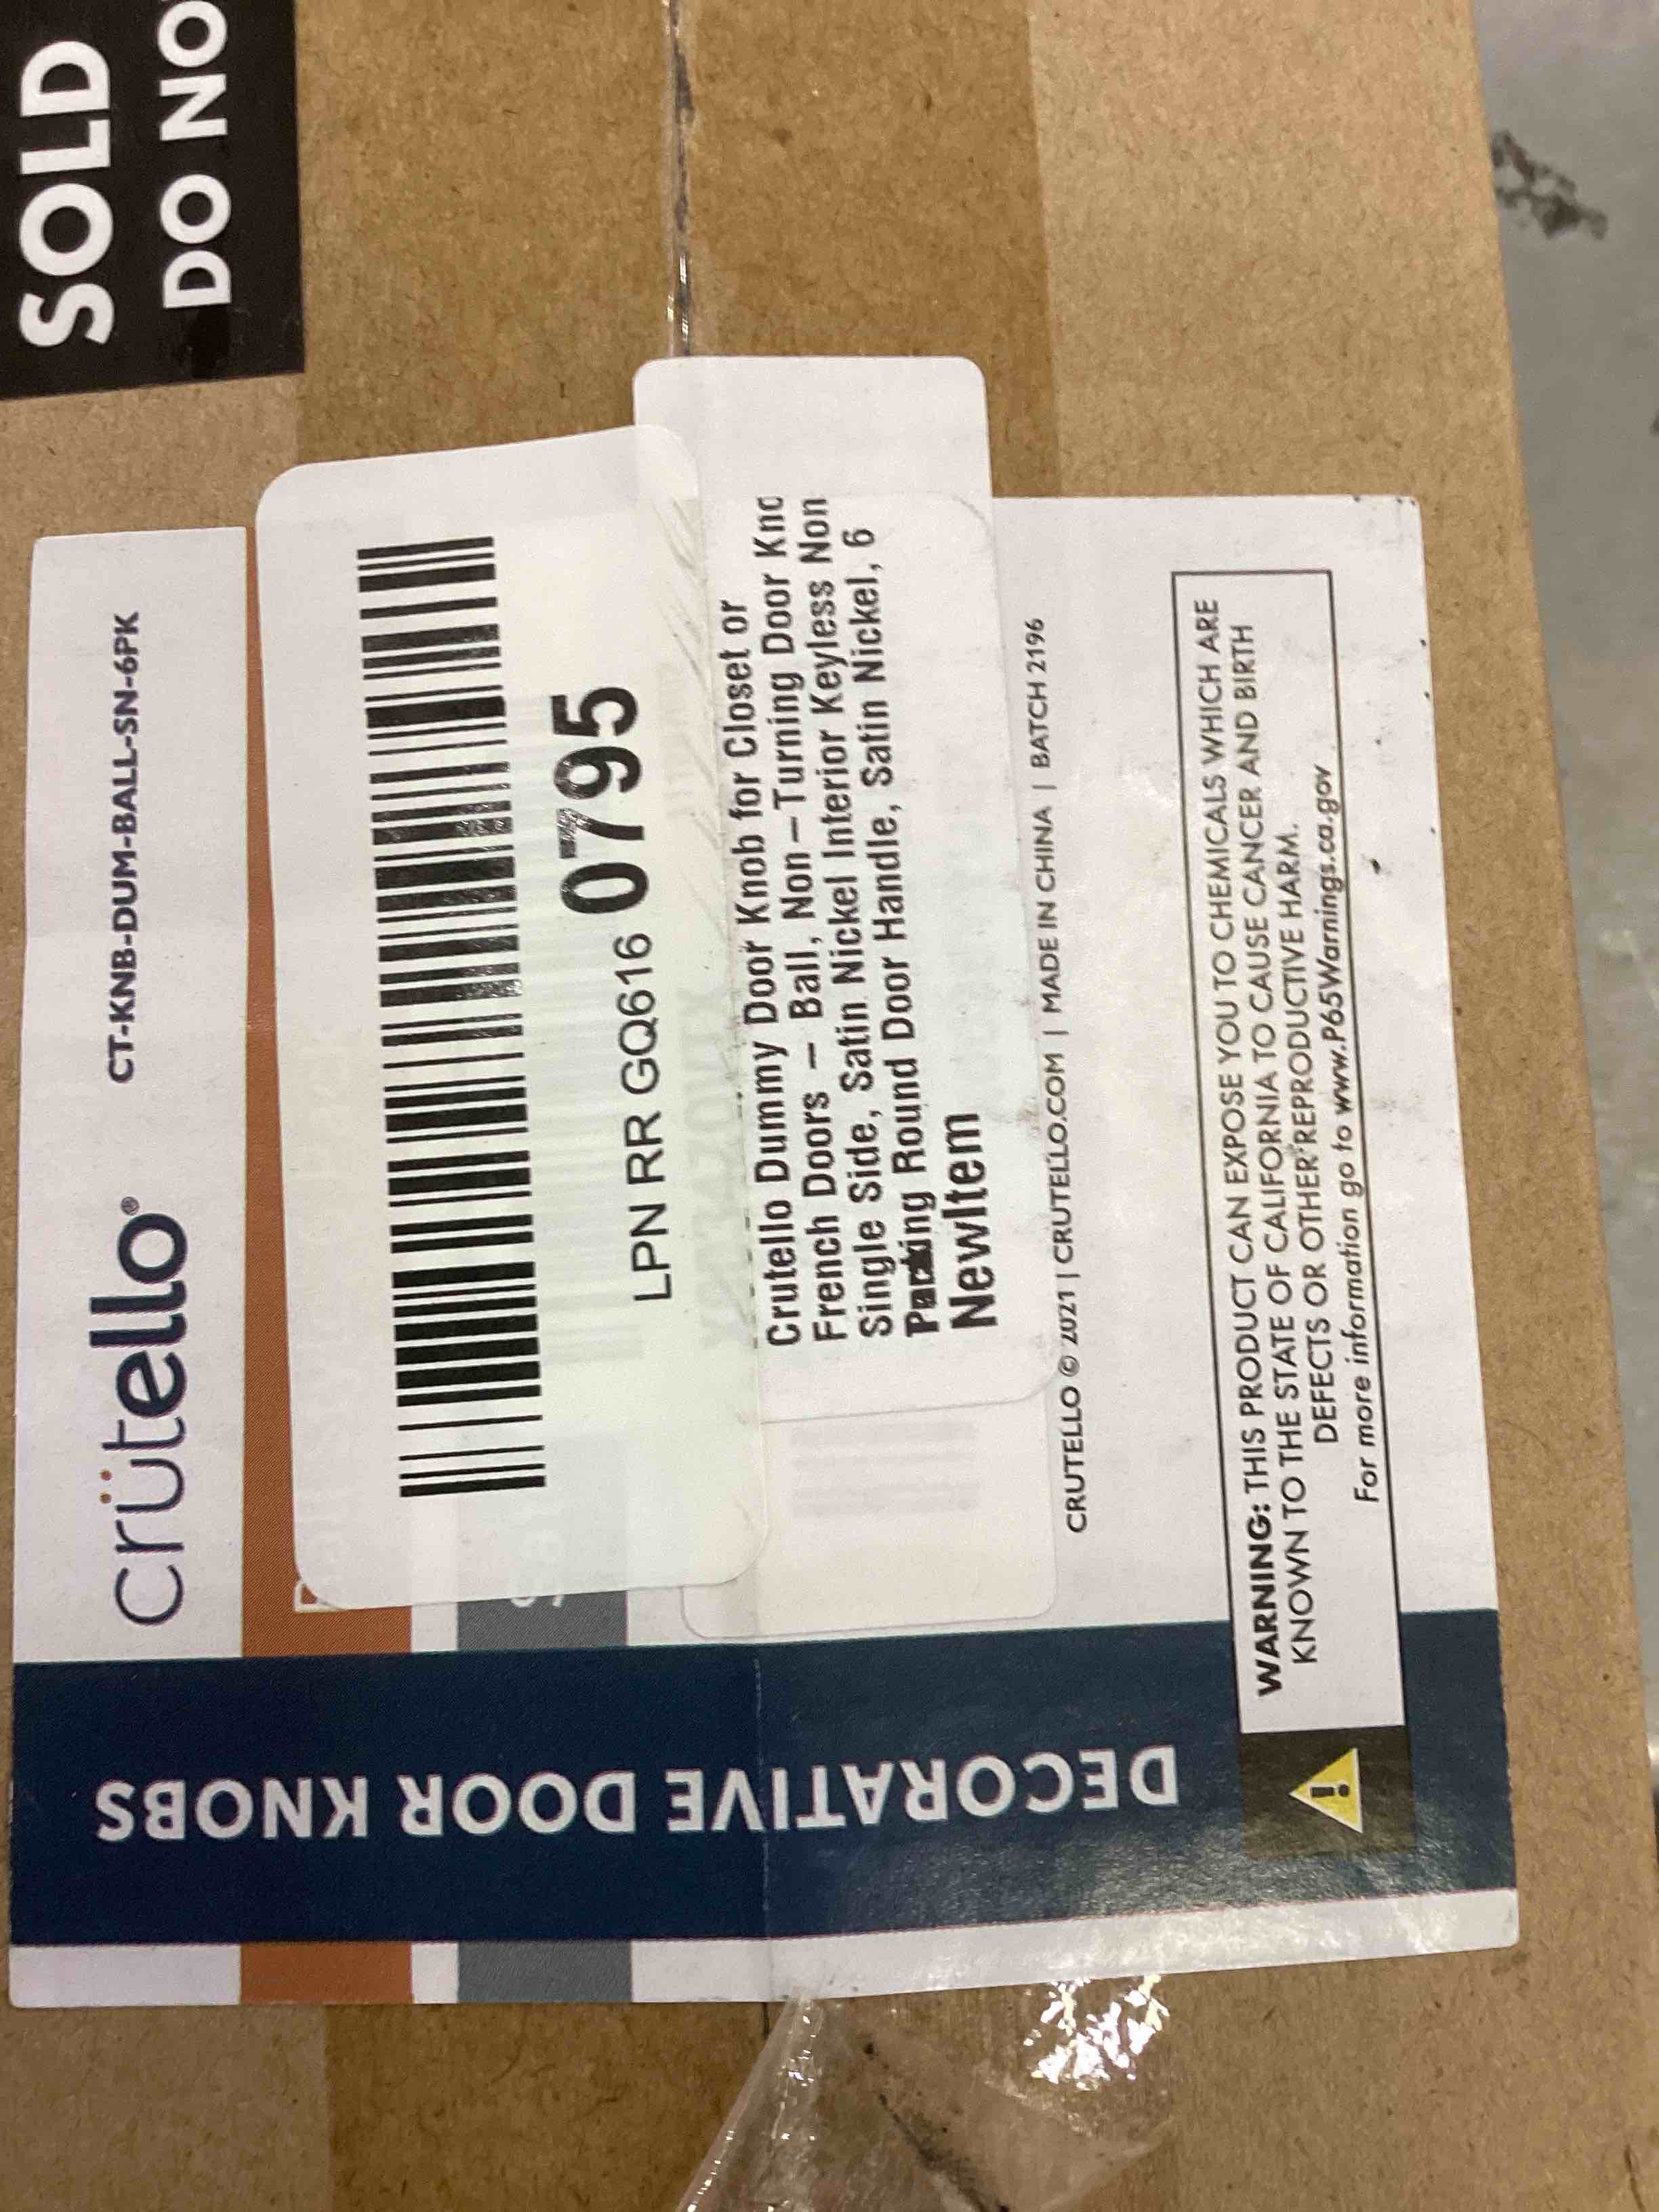 SOLD
DO NO
crütello®
CT-KNB-DUM-BALL-SN-6PK
LPN RR GQ616 0795
Crutello Dummy Door Knob for Closet or
French Doors - Ball, Non-Turning Door Kno
Single Side, Satin Nickel Interior Keyless Non
Round Door Handle, Satin Nickel, 6
NewItem
CRUTELLO © 2021 | CRUTELLO.COM | MADE IN CHINA | BATCH 2196
WARNING: THIS PRODUCT CAN EXPOSE YOU TO CHEMICALS WHICH ARE
KNOWN TO THE STATE OF CALIFORNIA TO CAUSE CANCER AND BIRTH
DEFECTS OR OTHER REPRODUCTIVE HARM.
For more information go to www.P65Warnings.ca.gov
DECORATIVE DOOR KNOBS